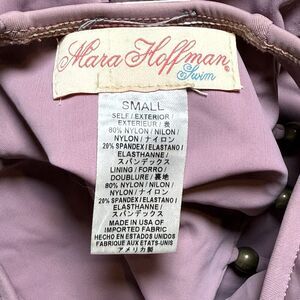 Mara Hoffman®
Swim
SMALL
SELF / EXTERIOR /
EXTERIEUR / 表
80% NYLON / NILON /
NYLON / ナイロン
20% SPANDEX / ELASTANO /
ELASTHANNE /
スパンデックス
LINING / FORRO /
DOUBLURE / 裏地
80% NYLON / NILON /
NYLON / ナイロン
20% SPANDEX / ELASTANO /
ELASTHANNE /
スパンデックス
MADE IN USA OF
IMPORTED FABRIC
HECHO EN ESTADOS UNIDOS
FABRIQUE AUX ETATS-UNIS
アメリカ製